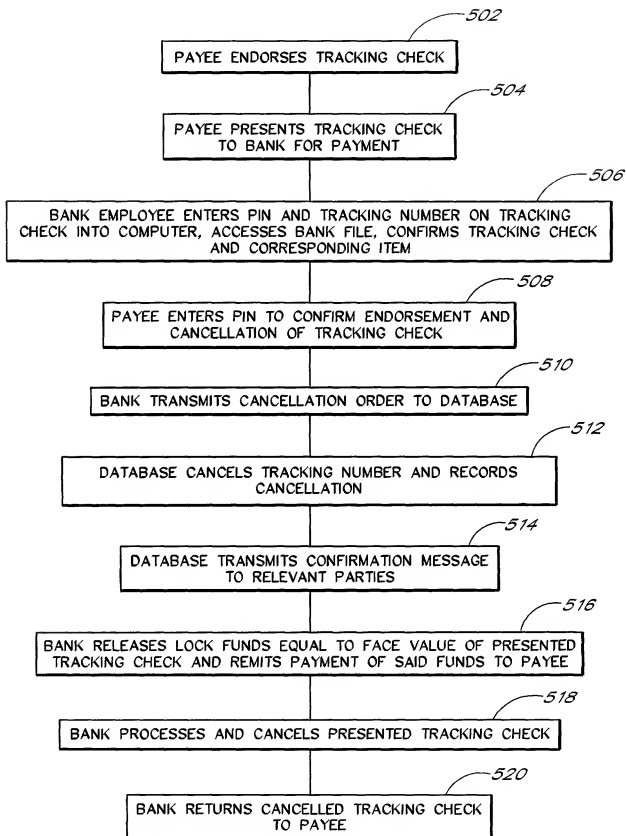 502
PAYEE ENDORSES TRACKING CHECK
504
PAYEE PRESENTS TRACKING CHECK
TO BANK FOR PAYMENT
506
BANK EMPLOYEE ENTERS PIN AND TRACKING NUMBER ON TRACKING
CHECK INTO COMPUTER, ACCESSES BANK FILE, CONFIRMS TRACKING CHECK
AND CORRESPONDING ITEM
508
PAYEE ENTERS PIN TO CONFIRM ENDORSEMENT AND
CANCELLATION OF TRACKING CHECK
510
BANK TRANSMITS CANCELLATION ORDER TO DATABASE
512
DATABASE CANCELS TRACKING NUMBER AND RECORDS
CANCELLATION
514
DATABASE TRANSMITS CONFIRMATION MESSAGE
TO RELEVANT PARTIES
516
BANK RELEASES LOCK FUNDS EQUAL TO FACE VALUE OF PRESENTED
TRACKING CHECK AND REMITS PAYMENT OF SAID FUNDS TO PAYEE
518
BANK PROCESSES AND CANCELS PRESENTED TRACKING CHECK
520
BANK RETURNS CANCELLED TRACKING CHECK
TO PAYEE